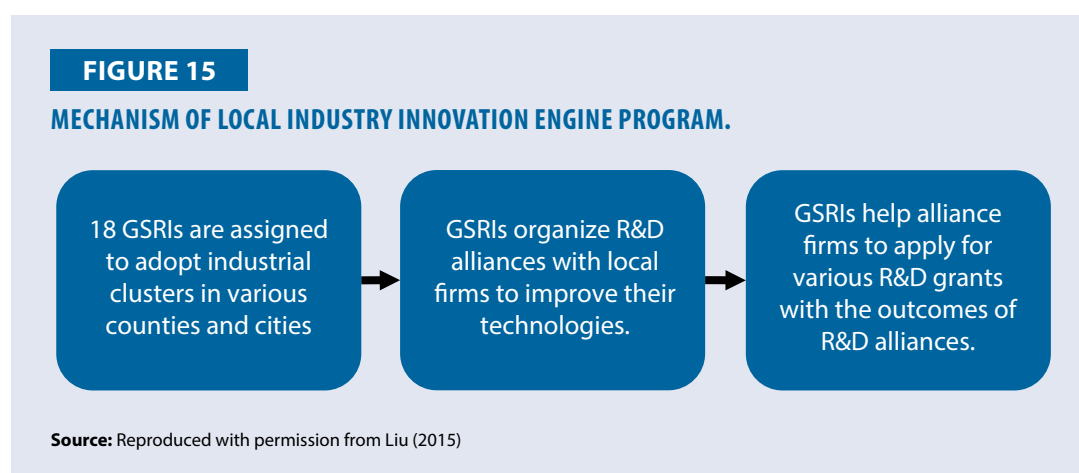 FIGURE 15
MECHANISM OF LOCAL INDUSTRY INNOVATION ENGINE PROGRAM.
18 GSRIs are assigned
to adopt industrial
clusters in various
counties and cities
GSRIs organize R&D
alliances with local
firms to improve their
technologies.
GSRIs help alliance
firms to apply for
various R&D grants
with the outcomes of
R&D alliances.
Source: Reproduced with permission from Liu (2015)